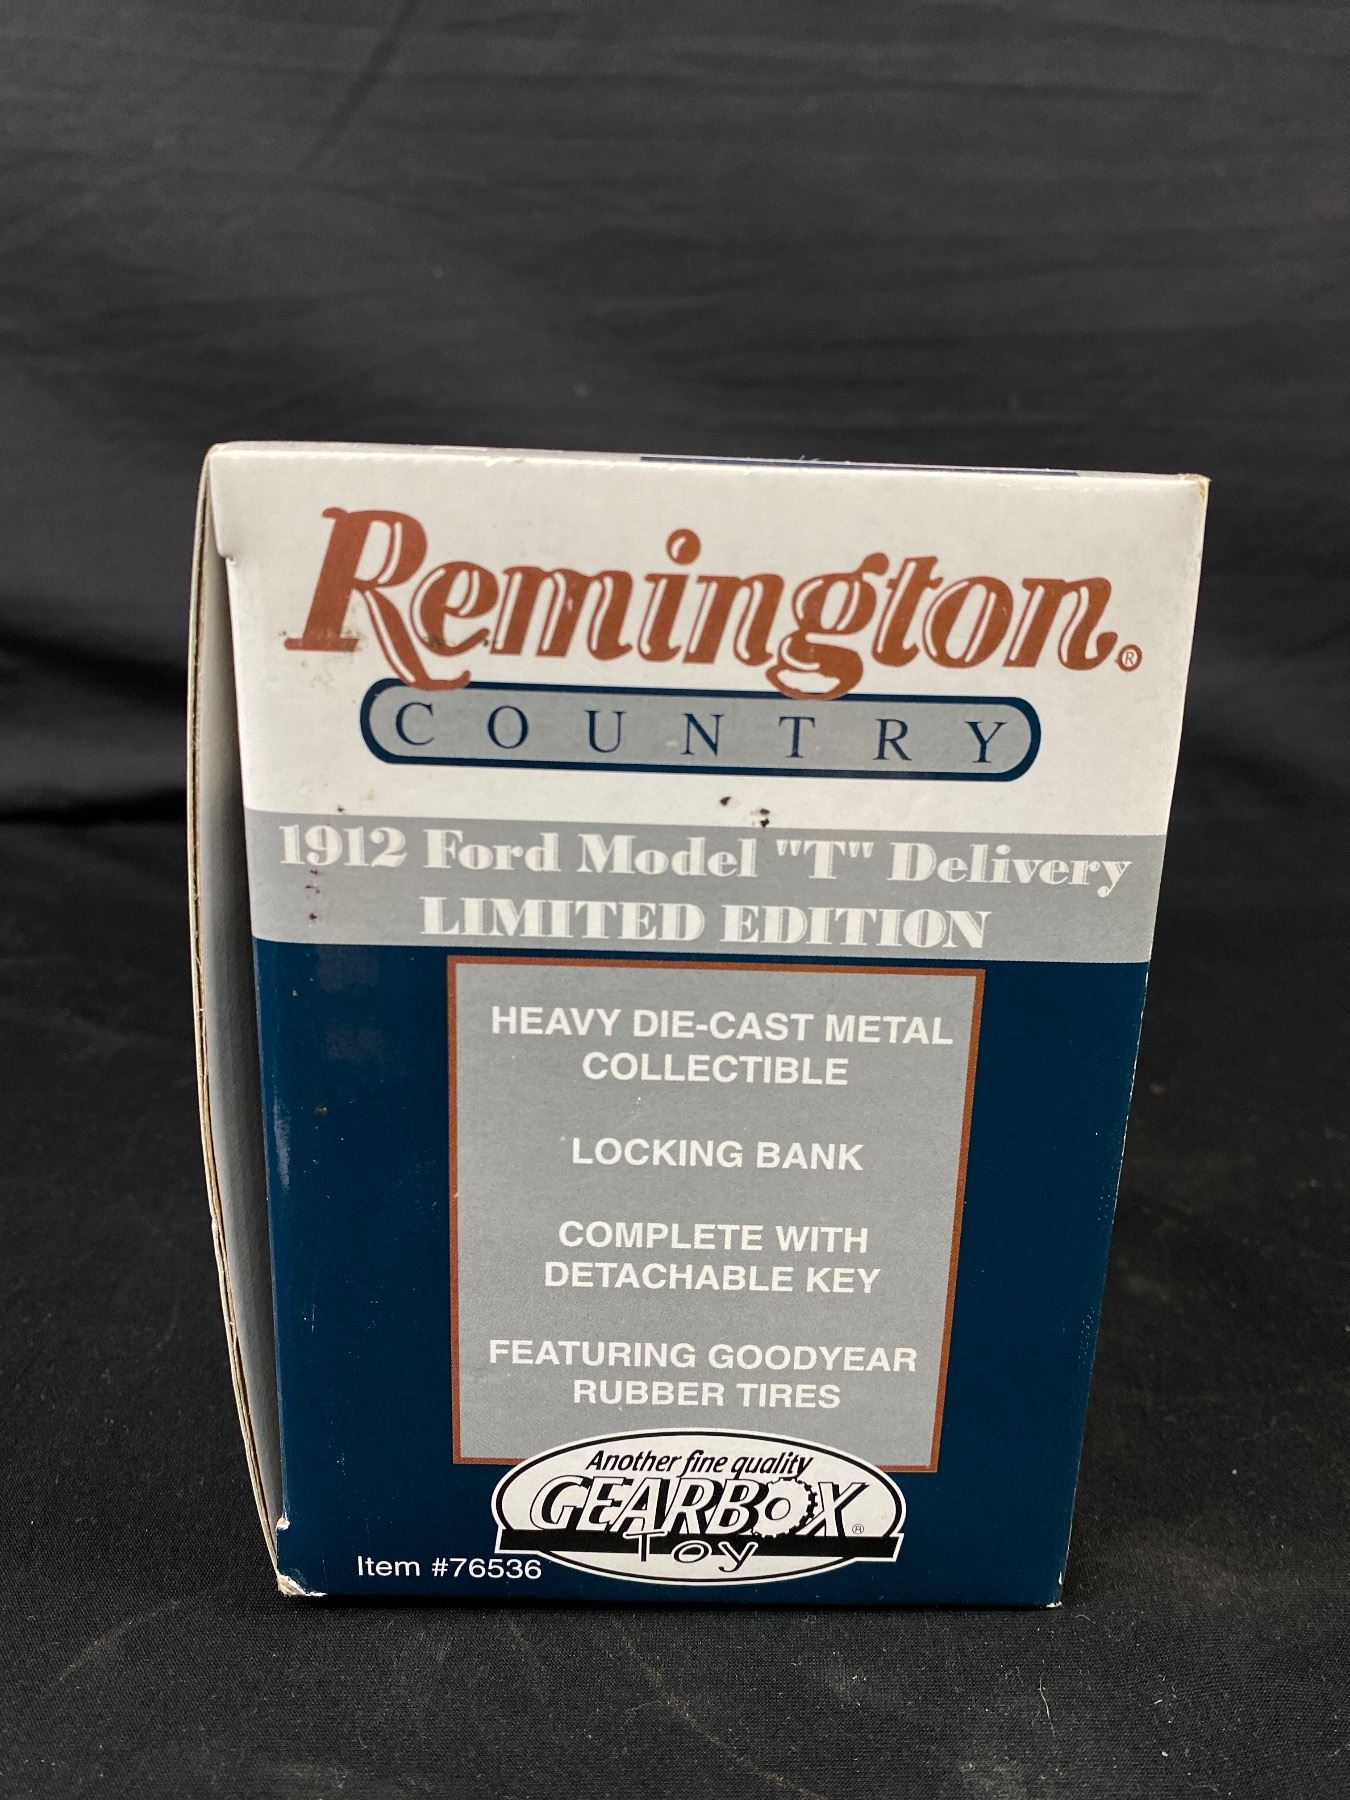 Remington®
COUNTRY
1912 Ford Model "T" Delivery
LIMITED EDITION
HEAVY DIE-CAST METAL
COLLECTIBLE
LOCKING BANK
COMPLETE WITH
DETACHABLE KEY
FEATURING GOODYEAR
RUBBER TIRES
Another fine quality
GEARBOX®
Toy
Item #76536